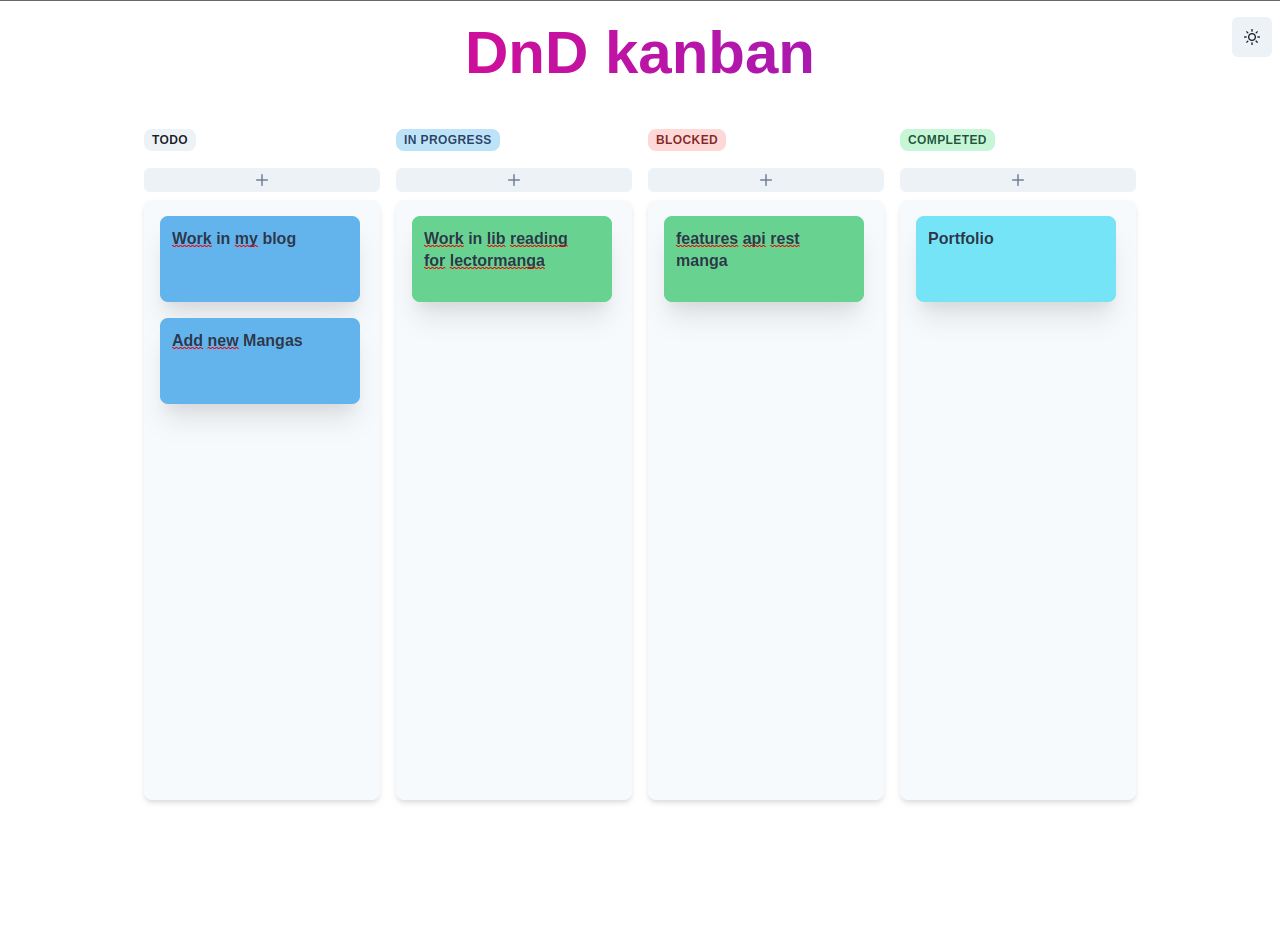 DnD kanban
TODO
IN PROGRESS
BLOCKED
COMPLETED
Work in my blog
Add new Mangas
Work in lib reading
for lectormanga
features api rest
manga
Portfolio